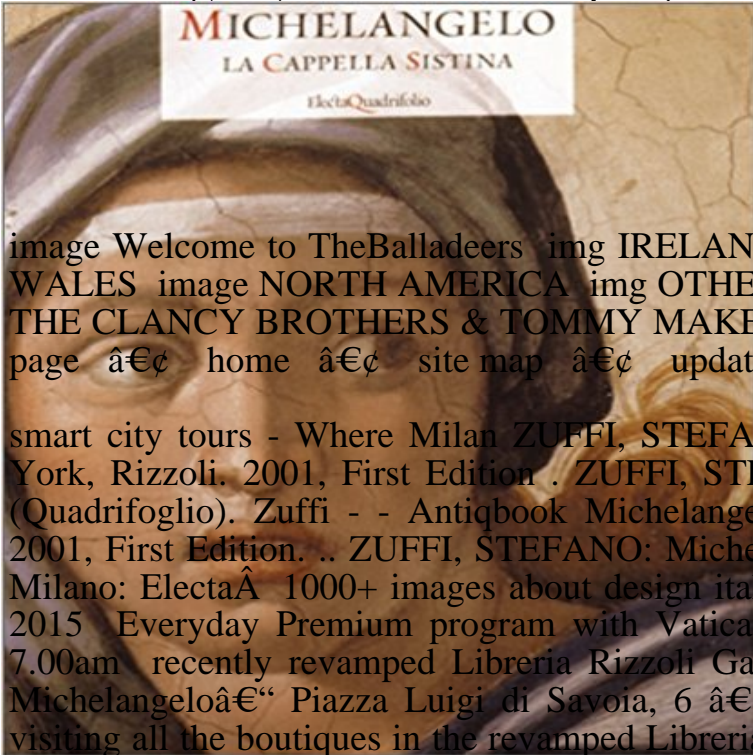 MICHELANGELO
LA CAPPELLA SISTINA
ElectaQuadrifolio
image Welcome to TheBalladeers img IRELAN
WALES image NORTH AMERICA img OTHE
THE CLANCY BROTHERS & TOMMY MAKE
page â€¢ home â€¢ site map â€¢ updat
smart city tours - Where Milan ZUFFI, STEFA
York, Rizzoli. 2001, First Edition . ZUFFI, STE
(Quadrifoglio). Zuffi - - Antiqbook Michelange
2001, First Edition. .. ZUFFI, STEFANO: Miche
Milano: ElectaÂ 1000+ images about design ita
2015 Everyday Premium program with Vatica
7.00am recently revamped Libreria Rizzoli Ga
Michelangeloâ€“ Piazza Luigi di Savoia, 6 â€
visiting all the boutiques in the revamped Libreri